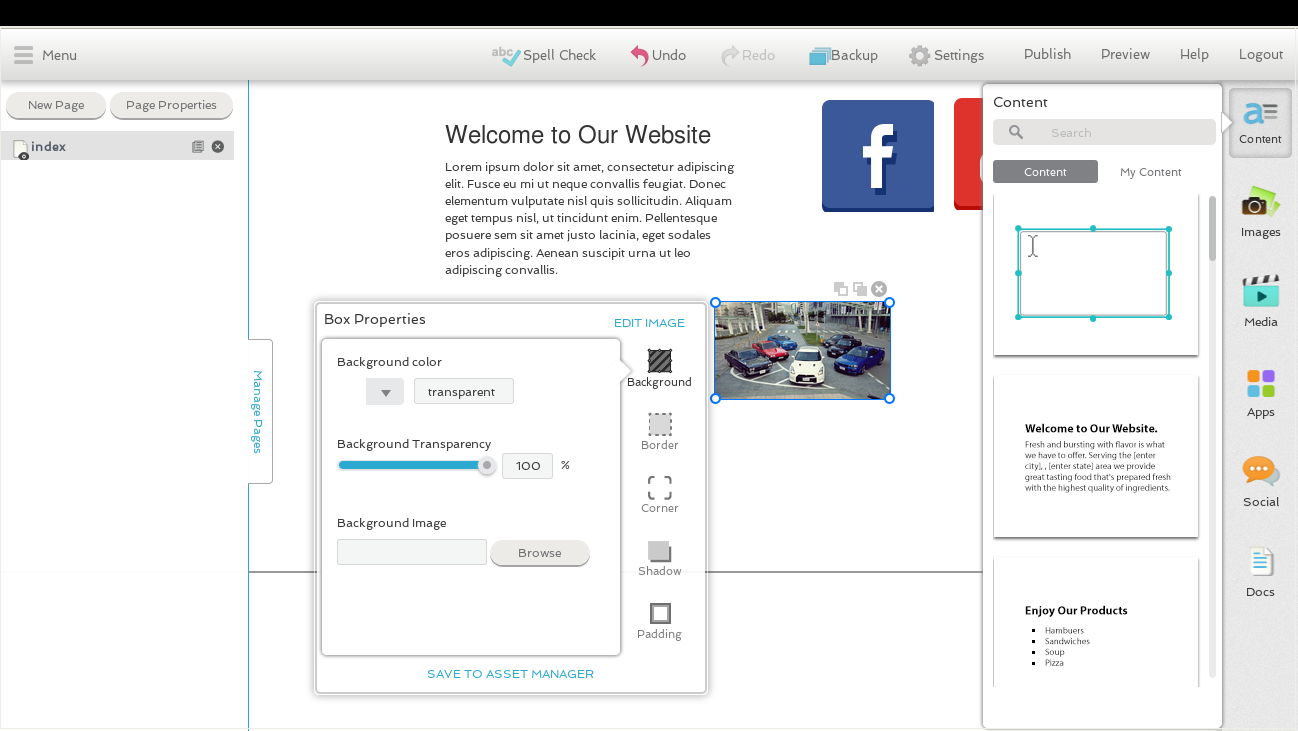 Menu
abc Spell Check
Undo
Redo
Backup
Settings
Publish
Preview
Help
Logout
New Page
Page Properties
index
Manage Pages
Welcome to Our Website
Lorem ipsum dolor sit amet, consectetur adipiscing
elit. Fusce eu mi ut neque convallis feugiat. Donec
elementum vulputate nisl quis sollicitudin. Aliquam
eget tempus nisl, ut tincidunt enim. Pellentesque
posuere sem sit amet justo lacinia, eget sodales
eros adipiscing. Aenean suscipit urna ut leo
adipiscing convallis.
f
Box Properties
EDIT IMAGE
Background color
transparent
Background Transparency
100 %
Background Image
Browse
Background
Border
Corner
Shadow
Padding
SAVE TO ASSET MANAGER
Content
Search
Content
My Content
Welcome to Our Website.
Fresh and bursting with flavor is what
we have to offer. Serving the [enter
city], , [enter state] area we provide
great tasting food that's prepared fresh
with the highest quality of ingredients.
Enjoy Our Products
Hambuers
Sandwiches
Soup
Pizza
a
Content
Images
Media
Apps
Social
Docs